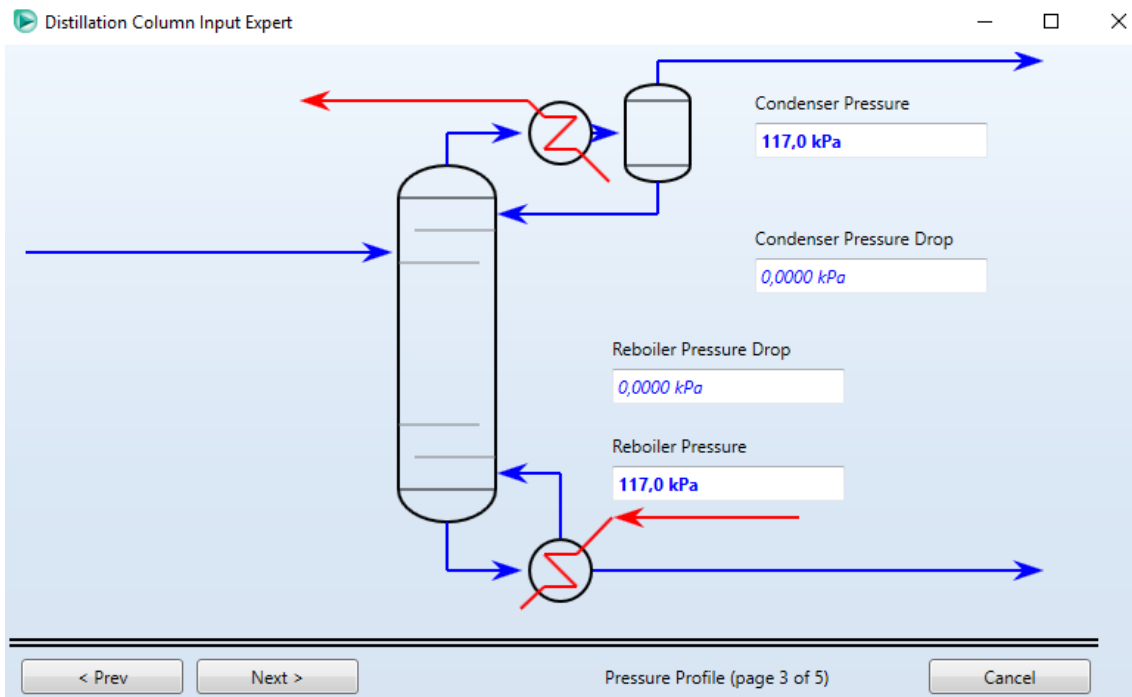 Distillation Column Input Expert
Condenser Pressure
117,0 kPa
Condenser Pressure Drop
0,0000 kPa
Reboiler Pressure Drop
0,0000 kPa
Reboiler Pressure
117,0 kPa
< Prev
Next >
Pressure Profile (page 3 of 5)
Cancel